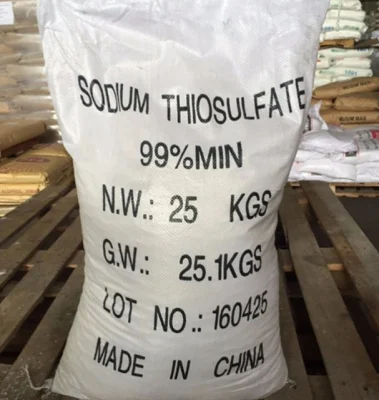 SODIUM THIOSULFATE
99%MIN
N.W.: 25 KGS
G.W.: 25.1KGS
LOT NO.: 160425
MADE IN CHINA